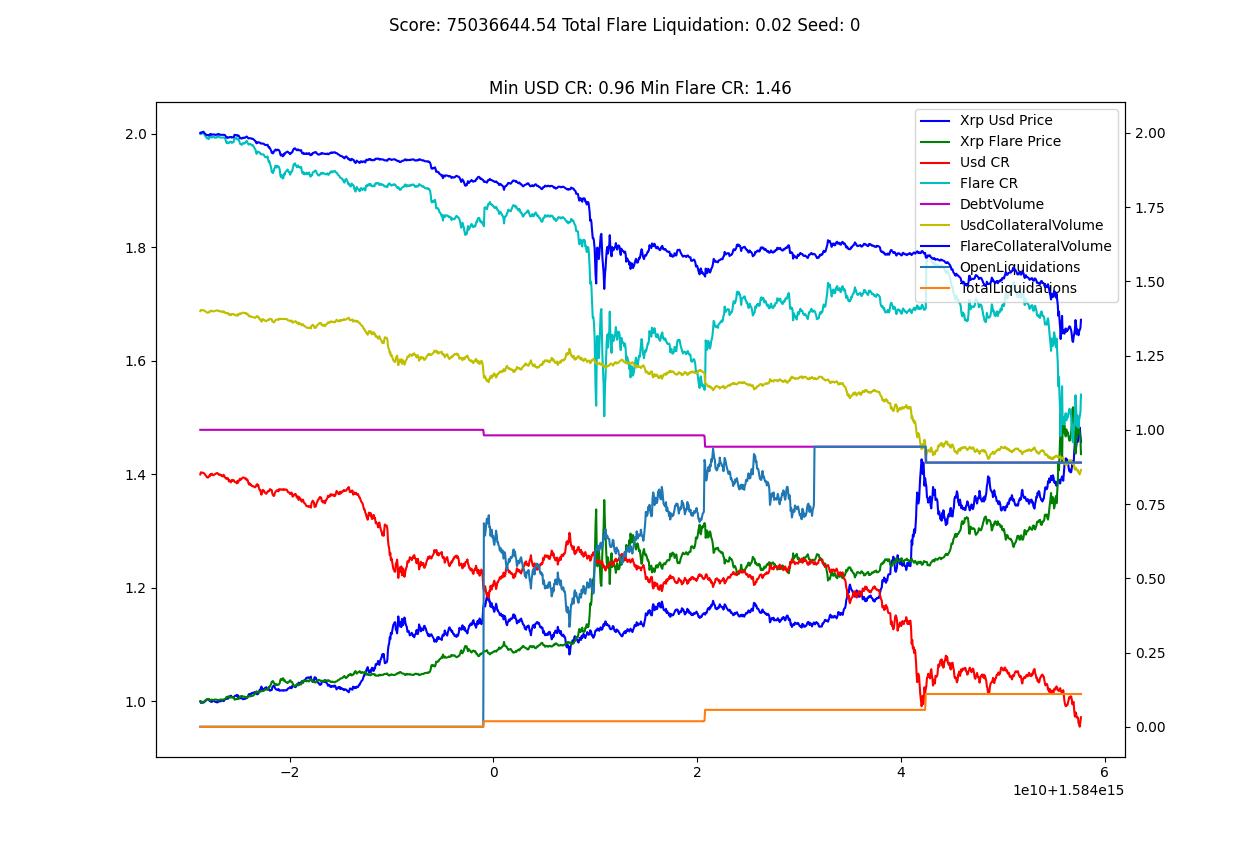 Score: 75036644.54 Total Flare Liquidation: 0.02 Seed: 0
Min USD CR: 0.96 Min Flare CR: 1.46
Xrp Usd Price
Xrp Flare Price
Usd CR
Flare CR
DebtVolume
UsdCollateralVolume
FlareCollateralVolume
OpenLiquidations
TotalLiquidations
2.0
1.8
1.6
1.4
1.2
1.0
2.00
1.75
1.50
1.25
1.00
0.75
0.50
0.25
0.00
−2 0 2 4 6
1e10+1.584e15